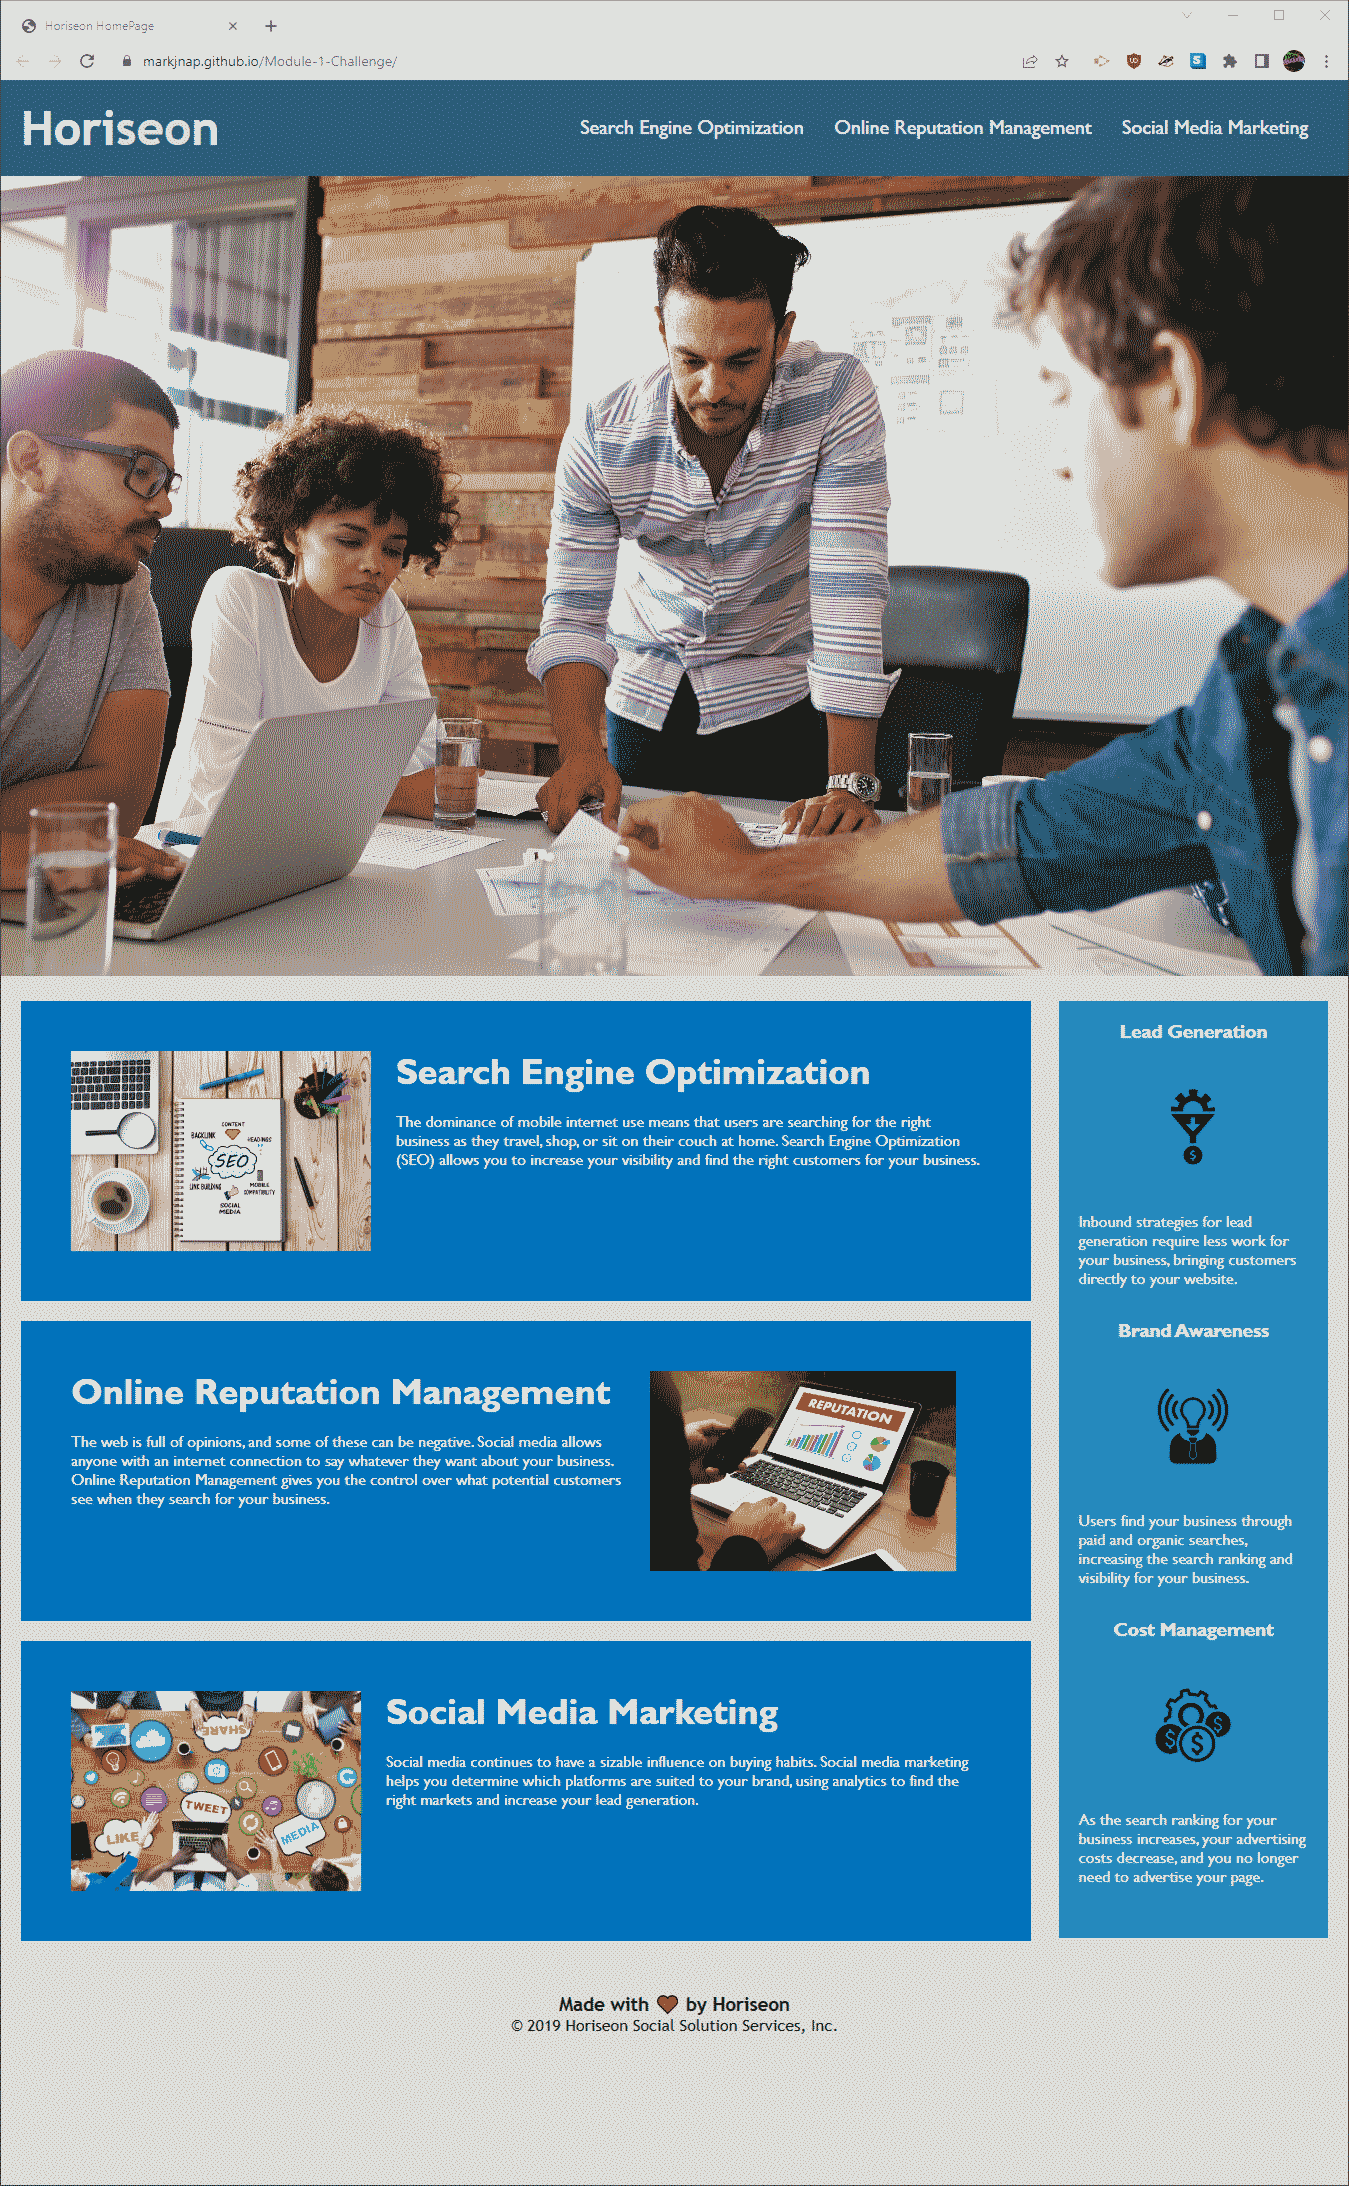 Horiseon HomePage
markjnap.github.io/Module-1-Challenge/
Horiseon
Search Engine Optimization
Online Reputation Management
Social Media Marketing
CONTENT
BACKLINK
HEADINGS
SEO
LINK BUILDING
MOBILE
COMPATIBILITY
SOCIAL
MEDIA
Search Engine Optimization
The dominance of mobile internet use means that users are searching for the right
business as they travel, shop, or sit on their couch at home. Search Engine Optimization
(SEO) allows you to increase your visibility and find the right customers for your business.
Online Reputation Management
The web is full of opinions, and some of these can be negative. Social media allows
anyone with an internet connection to say whatever they want about your business.
Online Reputation Management gives you the control over what potential customers
see when they search for your business.
REPUTATION
SHARE
TWEET
LIKE
MEDIA
Social Media Marketing
Social media continues to have a sizable influence on buying habits. Social media marketing
helps you determine which platforms are suited to your brand, using analytics to find the
right markets and increase your lead generation.
Lead Generation
Inbound strategies for lead
generation require less work for
your business, bringing customers
directly to your website.
Brand Awareness
Users find your business through
paid and organic searches,
increasing the search ranking and
visibility for your business.
Cost Management
As the search ranking for your
business increases, your advertising
costs decrease, and you no longer
need to advertise your page.
Made with ❤ by Horiseon
© 2019 Horiseon Social Solution Services, Inc.